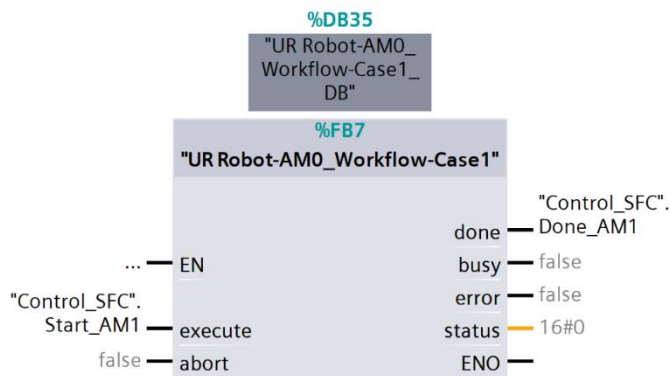 %DB35
"UR Robot-AM0_
Workflow-Case1_
DB"
%FB7
"UR Robot-AM0_Workflow-Case1"
"Control_SFC".
done
Done_AM1
...
EN
busy
false
"Control_SFC".
error
false
Start_AM1
execute
status
16#0
false
abort
ENO